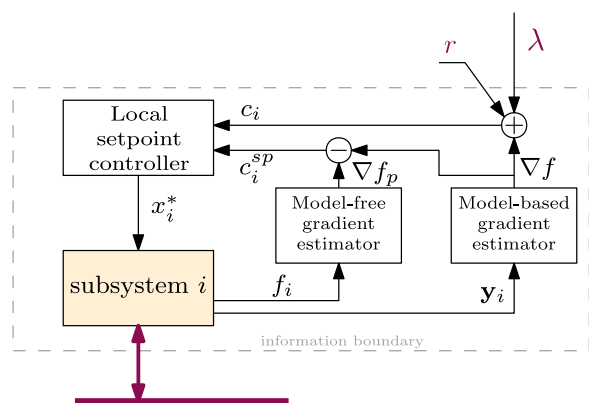 r
λ
Local
setpoint
controller
c_i
+
c_i^{sp}
−
∇f_p
∇f
x_i^*
Model-free
gradient
estimator
Model-based
gradient
estimator
subsystem i
f_i
y_i
information boundary